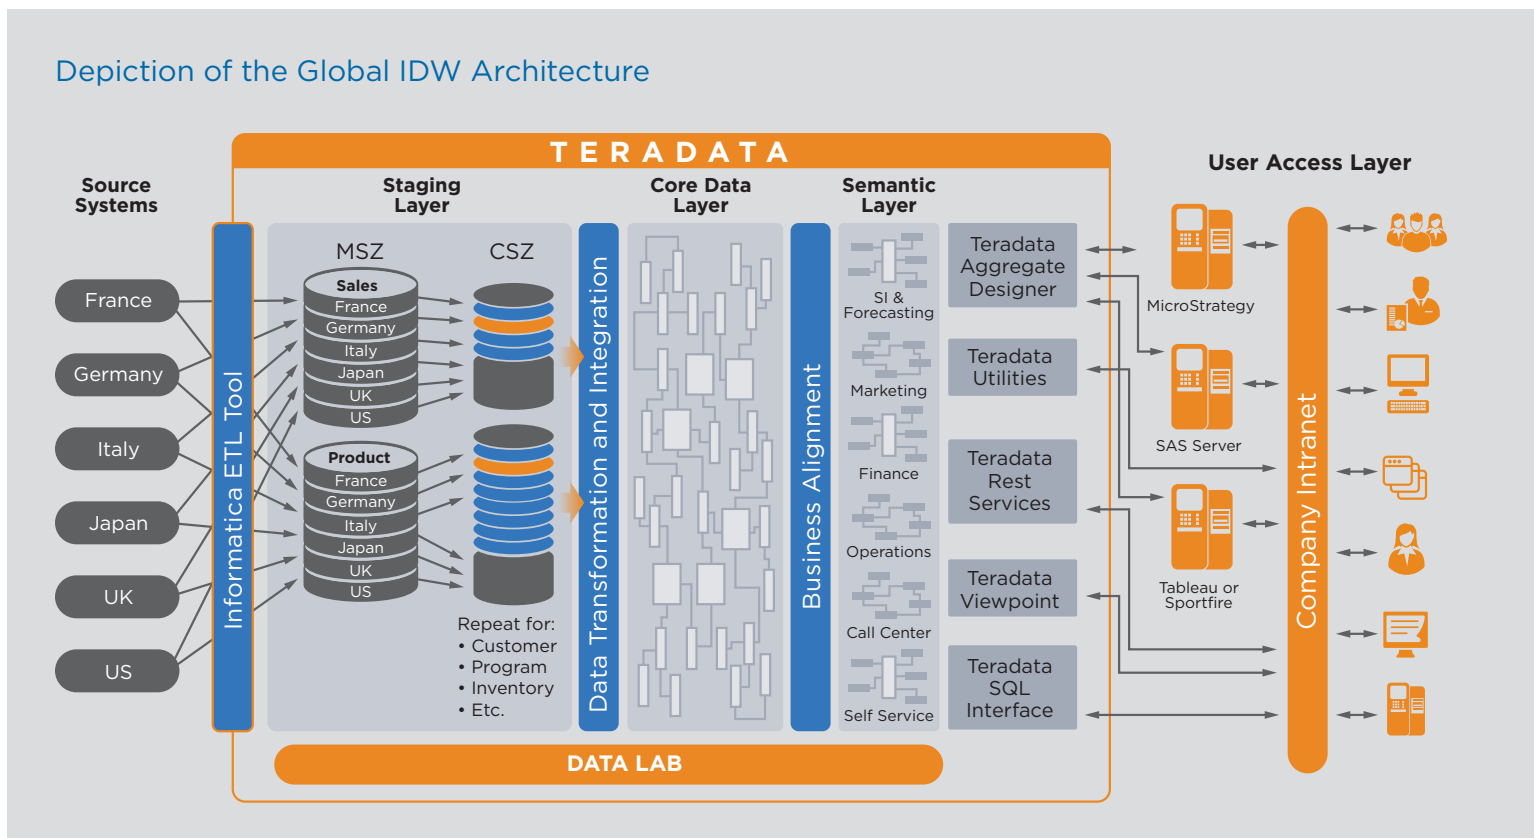 Depiction of the Global IDW Architecture
TERADATA
Source
Systems
Staging
Layer
Core Data
Layer
Semantic
Layer
User Access Layer
France
Germany
Italy
Japan
UK
US
Informatica ETL Tool
MSZ
CSZ
Sales
France
Germany
Italy
Japan
UK
US
Product
France
Germany
Italy
Japan
UK
US
Repeat for:
• Customer
• Program
• Inventory
• Etc.
Data Transformation and Integration
Business Alignment
SI &
Forecasting
Marketing
Finance
Operations
Call Center
Self Service
Teradata
Aggregate
Designer
Teradata
Utilities
Teradata
Rest
Services
Teradata
Viewpoint
Teradata
SQL
Interface
MicroStrategy
SAS Server
Tableau or
Sportfire
Company Intranet
DATA LAB